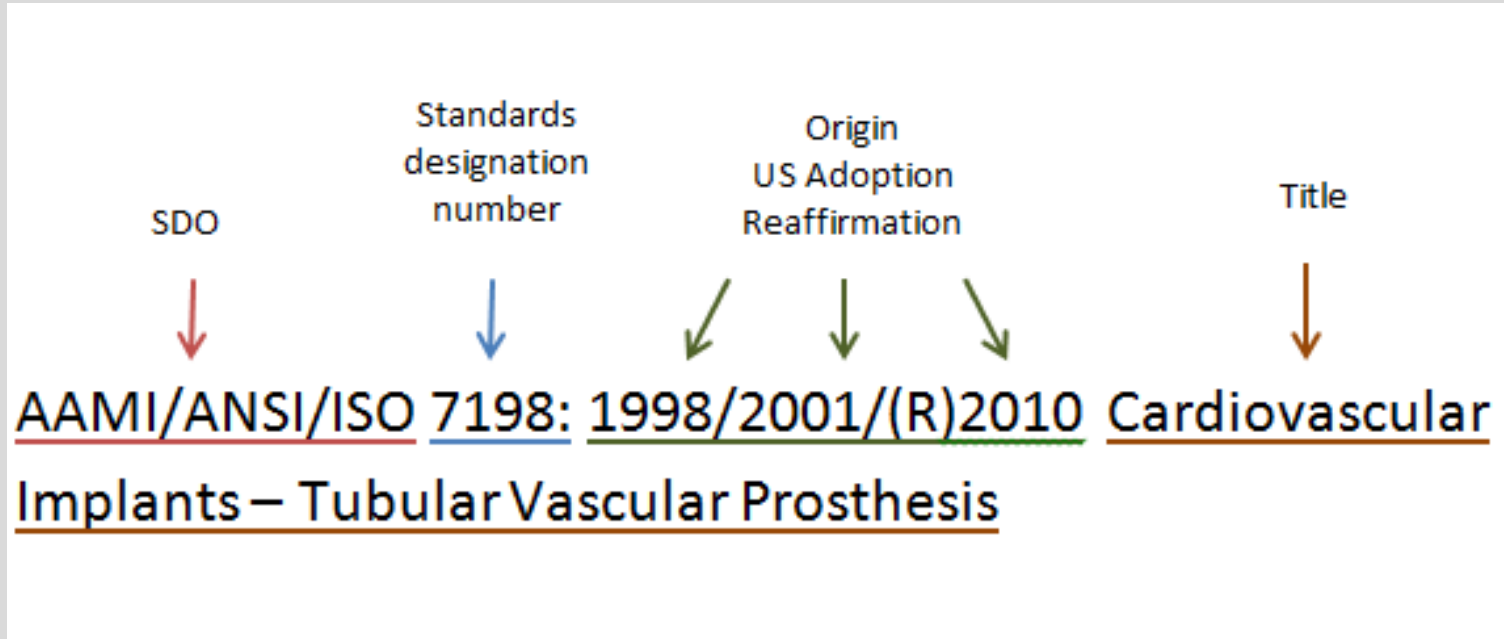 Standards
designation
number
SDO
Origin
US Adoption
Reaffirmation
Title
AAMI/ANSI/ISO 7198: 1998/2001/(R)2010 Cardiovascular
Implants – Tubular Vascular Prosthesis